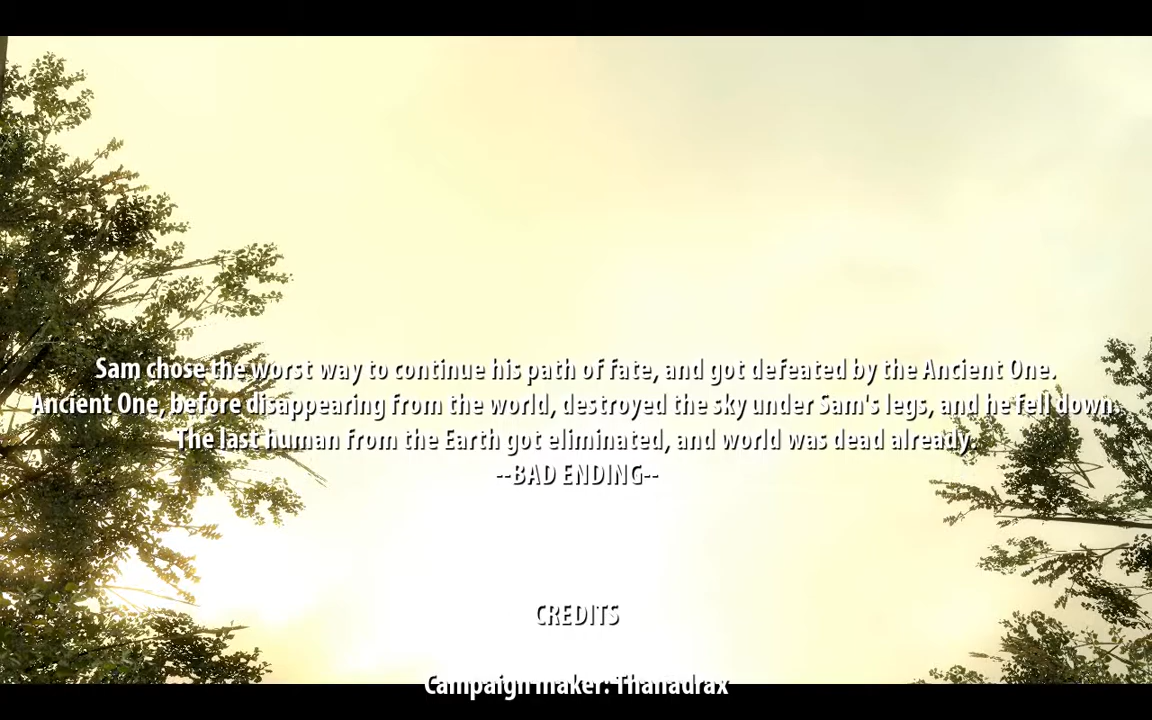 Sam chose the worst way to continue his path of fate, and got defeated by the Ancient One.
Ancient One, before disappearing from the world, destroyed the sky under Sam's legs, and he fell down.
The last human from the Earth got eliminated, and world was dead already.
--BAD ENDING--
CREDITS
Campaign maker: Thanadrax